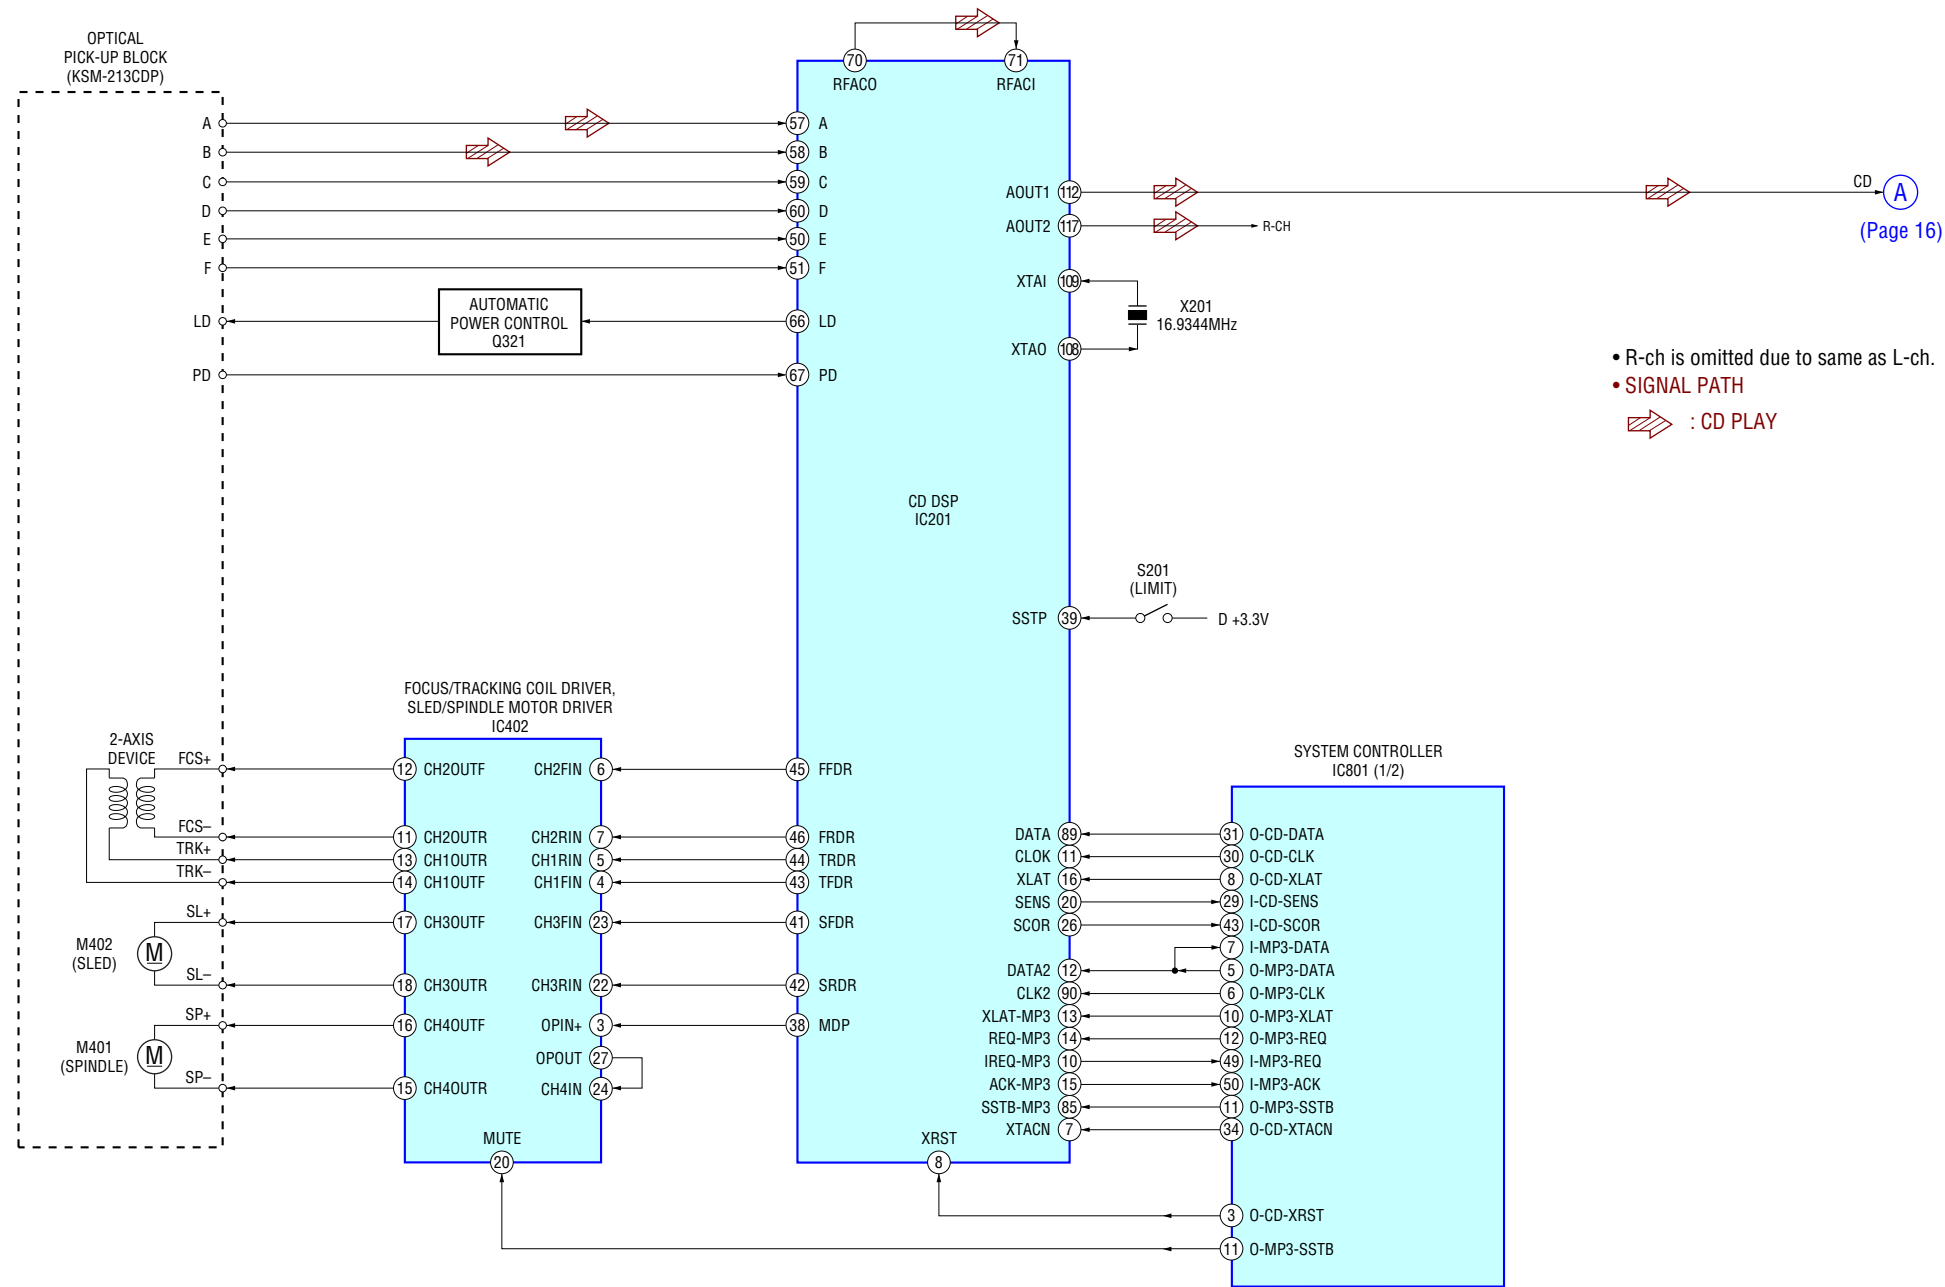 OPTICAL
PICK-UP BLOCK
(KSM-213CDP)
A
B
C
D
E
F
LD
PD
AUTOMATIC
POWER CONTROL
Q321
70
RFACO
71
RFACI
57 A
58 B
59 C
60 D
50 E
51 F
66 LD
67 PD
AOUT1 112
AOUT2 117
R-CH
CD
A
(Page 16)
XTAI 109
XTAO 108
X201
16.9344MHz
• R-ch is omitted due to same as L-ch.
• SIGNAL PATH
: CD PLAY
CD DSP
IC201
S201
(LIMIT)
SSTP 39
D +3.3V
FOCUS/TRACKING COIL DRIVER,
SLED/SPINDLE MOTOR DRIVER
IC402
2-AXIS
DEVICE
FCS+
FCS–
TRK+
TRK–
SL+
M402
(SLED)
M
SL–
SP+
M401
(SPINDLE)
M
SP–
12 CH2OUTF
11 CH2OUTR
13 CH1OUTR
14 CH1OUTF
17 CH3OUTF
18 CH3OUTR
16 CH4OUTF
15 CH4OUTR
CH2FIN 6
CH2RIN 7
CH1RIN 5
CH1FIN 4
CH3FIN 23
CH3RIN 22
OPIN+ 3
OPOUT 27
CH4IN 24
MUTE
20
45 FFDR
46 FRDR
44 TRDR
43 TFDR
41 SFDR
42 SRDR
38 MDP
XRST
8
DATA 89
CLOK 11
XLAT 16
SENS 20
SCOR 26
DATA2 12
CLK2 90
XLAT-MP3 13
REQ-MP3 14
IREQ-MP3 10
ACK-MP3 15
SSTB-MP3 85
XTACN 7
SYSTEM CONTROLLER
IC801 (1/2)
31 O-CD-DATA
30 O-CD-CLK
8 O-CD-XLAT
29 I-CD-SENS
43 I-CD-SCOR
7 I-MP3-DATA
5 O-MP3-DATA
6 O-MP3-CLK
10 O-MP3-XLAT
12 O-MP3-REQ
49 I-MP3-REQ
50 I-MP3-ACK
11 O-MP3-SSTB
34 O-CD-XTACN
3 O-CD-XRST
11 O-MP3-SSTB